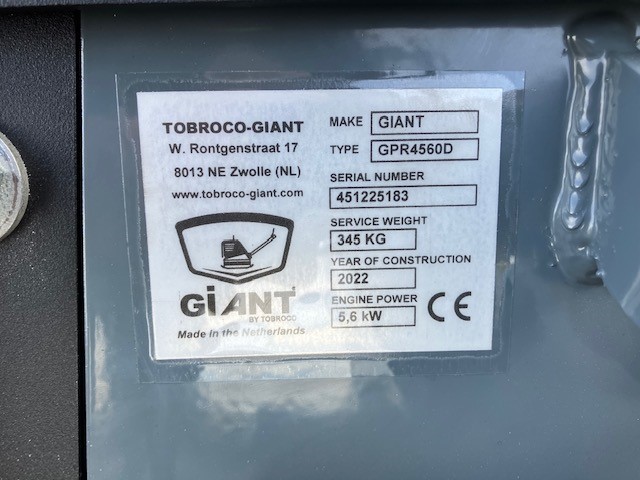 TOBROCO-GIANT
W. Rontgenstraat 17
8013 NE Zwolle (NL)
www.tobroco-giant.com
GiANT
BY TOBROCO
Made in the Netherlands
MAKE GIANT
TYPE GPR4560D
SERIAL NUMBER
451225183
SERVICE WEIGHT
345 KG
YEAR OF CONSTRUCTION
2022
ENGINE POWER
5,6 kW
CE